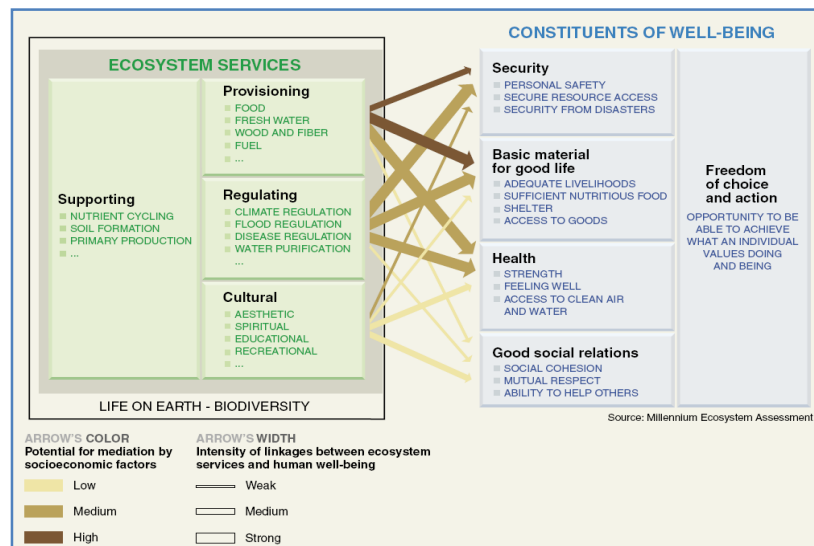 CONSTITUENTS OF WELL-BEING
ECOSYSTEM SERVICES
Supporting
NUTRIENT CYCLING
SOIL FORMATION
PRIMARY PRODUCTION
...
Provisioning
FOOD
FRESH WATER
WOOD AND FIBER
FUEL
...
Regulating
CLIMATE REGULATION
FLOOD REGULATION
DISEASE REGULATION
WATER PURIFICATION
...
Cultural
AESTHETIC
SPIRITUAL
EDUCATIONAL
RECREATIONAL
...
LIFE ON EARTH - BIODIVERSITY
Security
PERSONAL SAFETY
SECURE RESOURCE ACCESS
SECURITY FROM DISASTERS
Basic material
for good life
ADEQUATE LIVELIHOODS
SUFFICIENT NUTRITIOUS FOOD
SHELTER
ACCESS TO GOODS
Health
STRENGTH
FEELING WELL
ACCESS TO CLEAN AIR
AND WATER
Good social relations
SOCIAL COHESION
MUTUAL RESPECT
ABILITY TO HELP OTHERS
Freedom
of choice
and action
OPPORTUNITY TO BE
ABLE TO ACHIEVE
WHAT AN INDIVIDUAL
VALUES DOING
AND BEING
Source: Millennium Ecosystem Assessment
ARROW'S COLOR
Potential for mediation by
socioeconomic factors
Low
Medium
High
ARROW'S WIDTH
Intensity of linkages between ecosystem
services and human well-being
Weak
Medium
Strong